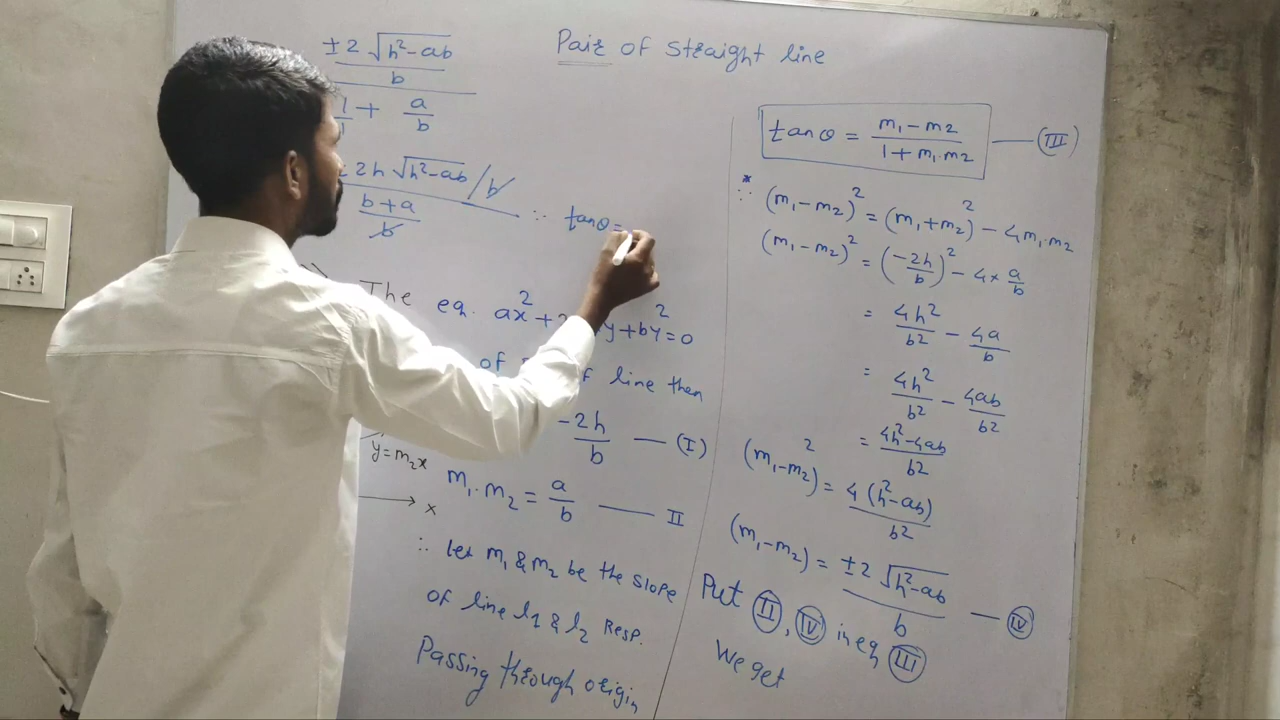 Pair of straight line
±2 √h²-ab
b
1/1 + a/b
2h √h²-ab / b
b+a
b
∵ tanθ =
The eq. ax² + 2 y + by² = 0
of line then
-2h/b — (I)
y=m₂x
x
m₁.m₂ = a/b — II
∴ let m₁ & m₂ be the slope
of line l₁ & l₂ Resp.
Passing through origin
tanθ = m₁-m₂ / 1+m₁.m₂ — (III)
* ∵ (m₁-m₂)² = (m₁+m₂)² - 4m₁.m₂
(m₁-m₂)² = (-2h/b)² - 4 × a/b
= 4h²/b² - 4a/b
= 4h²/b² - 4ab/b²
= 4h²-4ab/b²
(m₁-m₂)² = 4(h²-ab)/b²
(m₁-m₂) = ±2 √h²-ab / b — IV
Put II, IV in eq III
We get